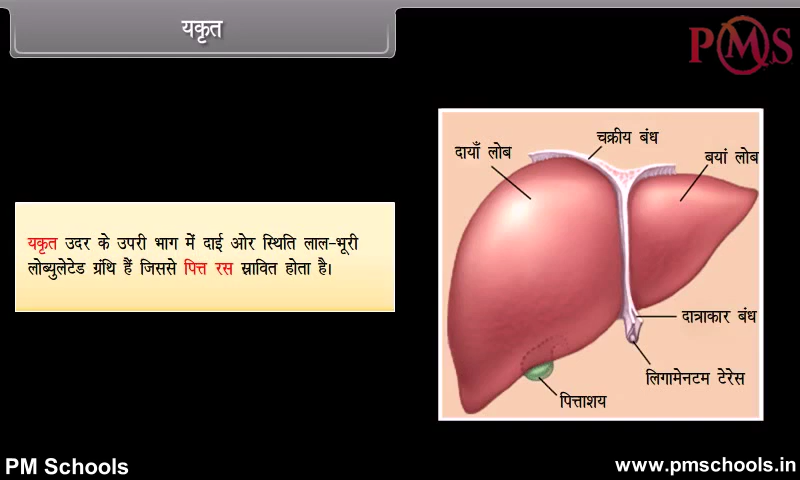 यकृत
PMS
यकृत उदर के उपरी भाग में दाई ओर स्थिति लाल-भूरी
लोब्युलेटेड ग्रंथि हैं जिससे पित्त रस स्रावित होता है।
चक्रीय बंध
दायाँ लोब
बयां लोब
दात्राकार बंध
लिगामेनटम टेरेस
पित्ताशय
PM Schools
www.pmschools.in